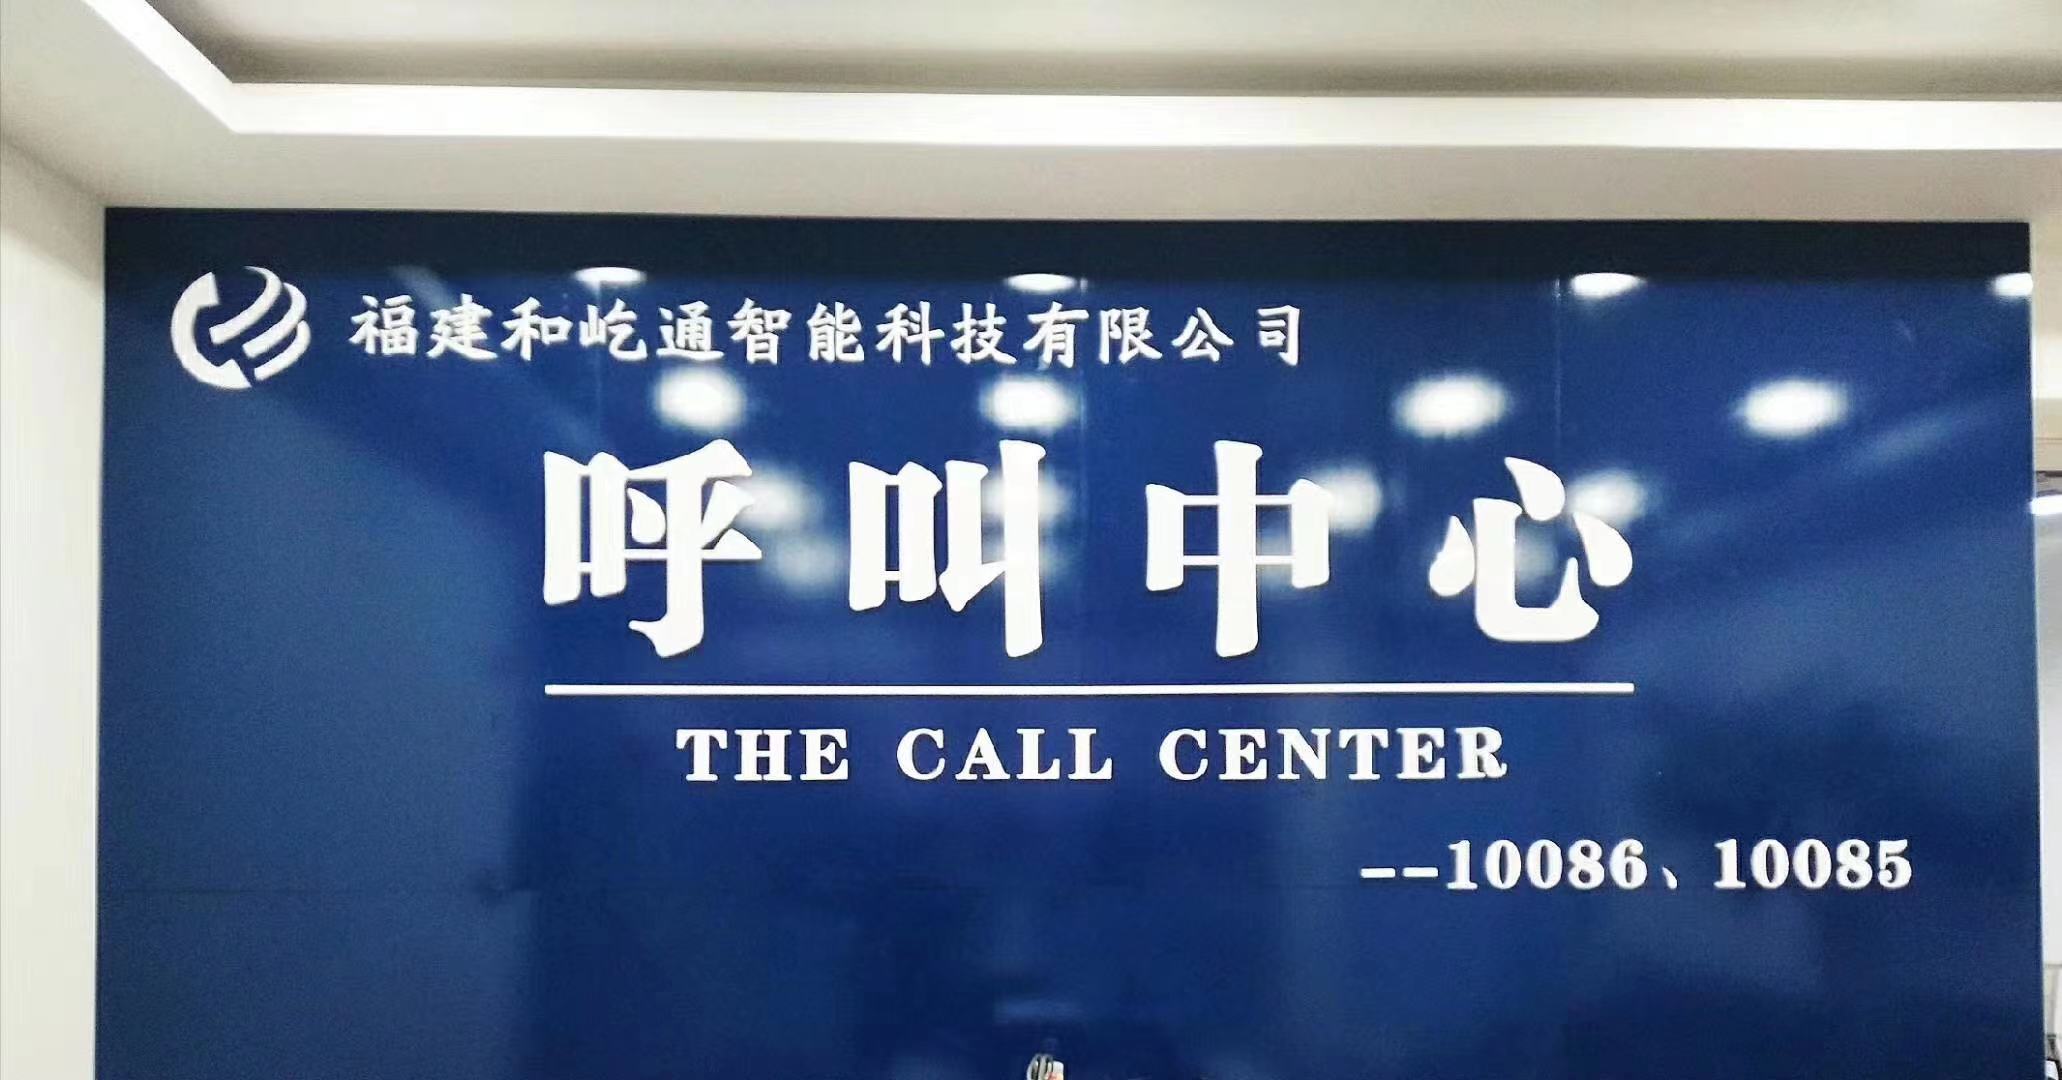 福建和屹通智能科技有限公司
呼叫中心
THE CALL CENTER
--10086、10085